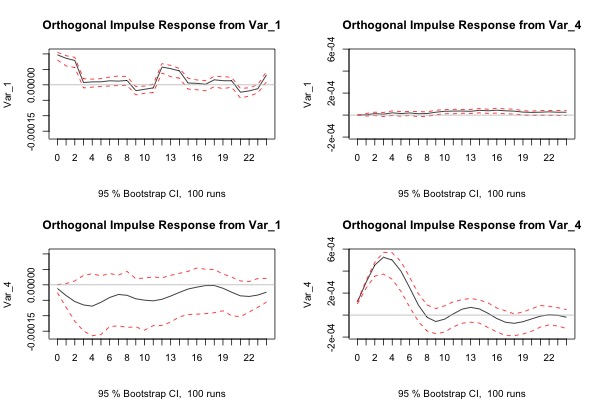 Orthogonal Impulse Response from Var_1
Var_1
0.00000
-0.00015
0 2 4 6 8 10 13 16 19 22
95 % Bootstrap CI, 100 runs
Orthogonal Impulse Response from Var_4
Var_1
6e-04
2e-04
-2e-04
0 2 4 6 8 10 13 16 19 22
95 % Bootstrap CI, 100 runs
Orthogonal Impulse Response from Var_1
Var_4
0.00000
-0.00015
0 2 4 6 8 10 13 16 19 22
95 % Bootstrap CI, 100 runs
Orthogonal Impulse Response from Var_4
Var_1
6e-04
2e-04
-2e-04
0 2 4 6 8 10 13 16 19 22
95 % Bootstrap CI, 100 runs